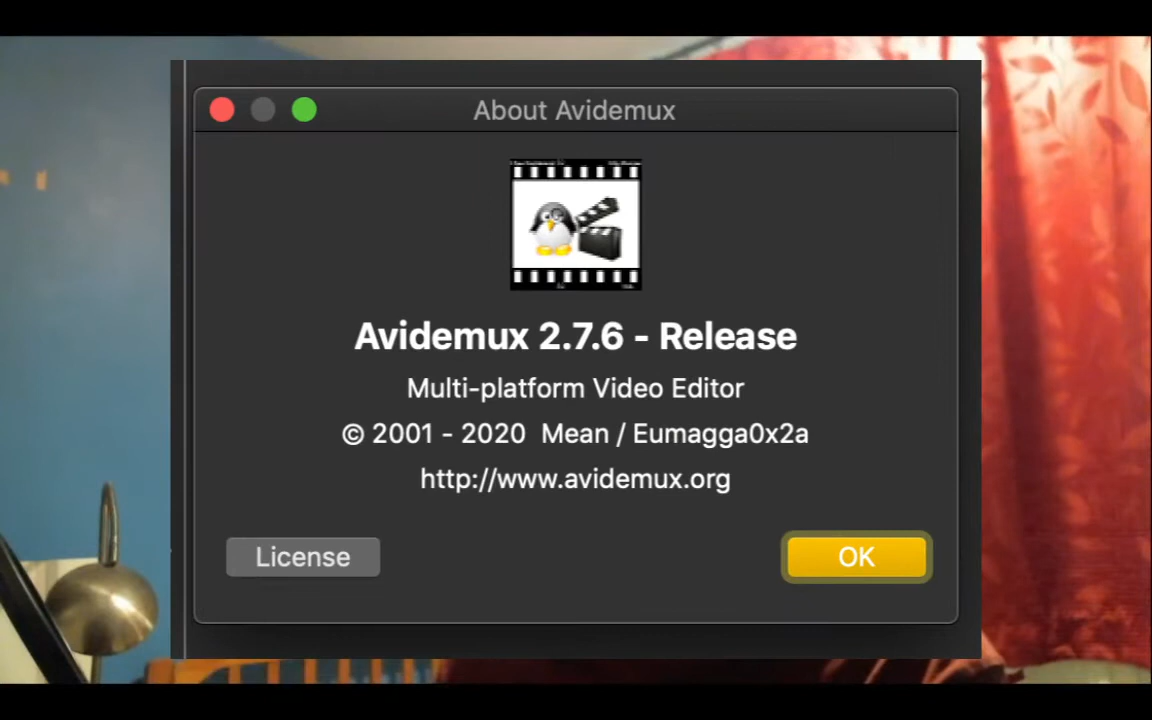 About Avidemux
Avidemux 2.7.6 - Release
Multi-platform Video Editor
© 2001 - 2020 Mean / Eumagga0x2a
http://www.avidemux.org
License
OK